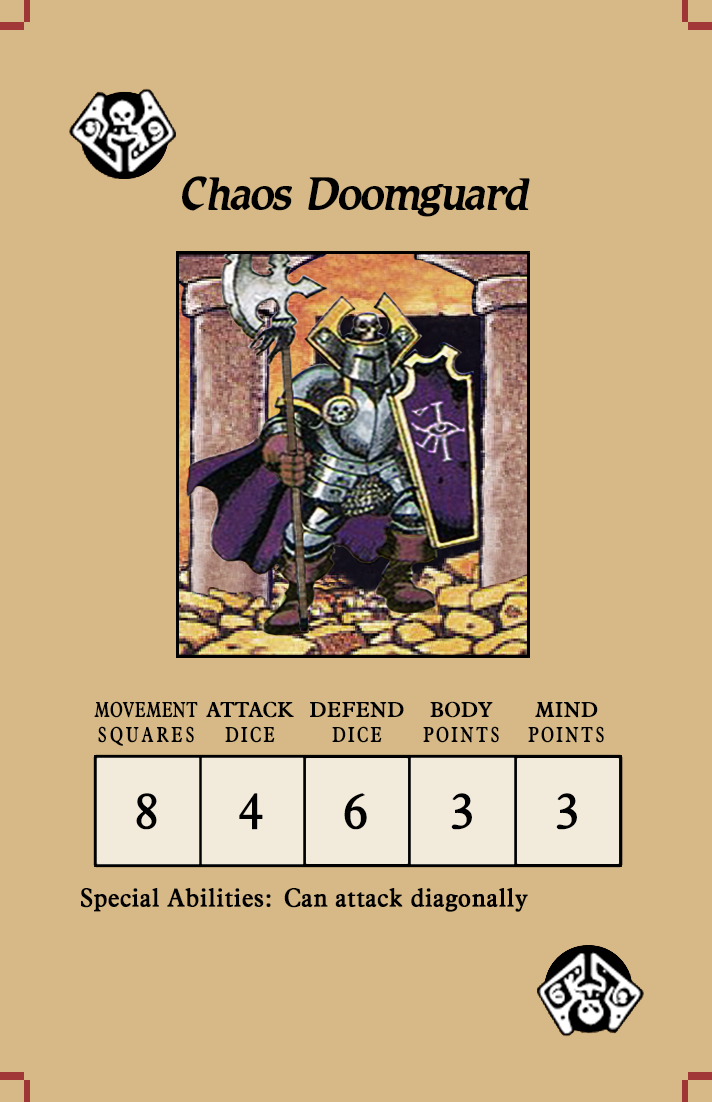 Chaos Doomguard
MOVEMENT SQUARES ATTACK DICE DEFEND DICE BODY POINTS MIND POINTS
8 4 6 3 3
Special Abilities: Can attack diagonally